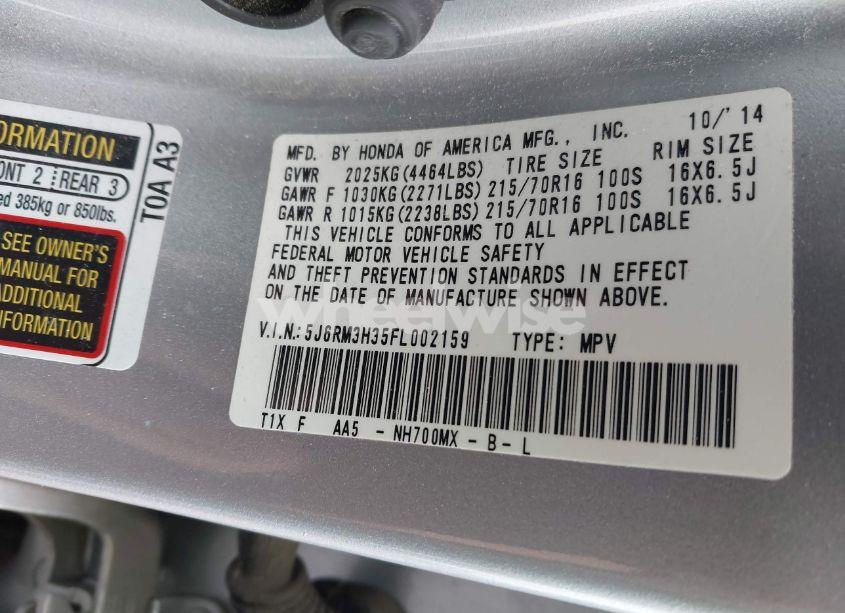 ORMATION
ONT 2 REAR 3
ed 385kg or 850lbs.
SEE OWNER'S
MANUAL FOR
ADDITIONAL
INFORMATION
T0A A3
10/'14
MFD. BY HONDA OF AMERICA MFG., INC.
GVWR 2025KG(4464LBS) TIRE SIZE RIM SIZE
GAWR F 1030KG(2271LBS) 215/70R16 100S 16X6.5J
GAWR R 1015KG(2238LBS) 215/70R16 100S 16X6.5J
THIS VEHICLE CONFORMS TO ALL APPLICABLE
FEDERAL MOTOR VEHICLE SAFETY
AND THEFT PREVENTION STANDARDS IN EFFECT
ON THE DATE OF MANUFACTURE SHOWN ABOVE.
wheelwise
V.I.N.: 5J6RM3H35FL002159 TYPE: MPV
T1X F AA5 - NH700MX - B - L